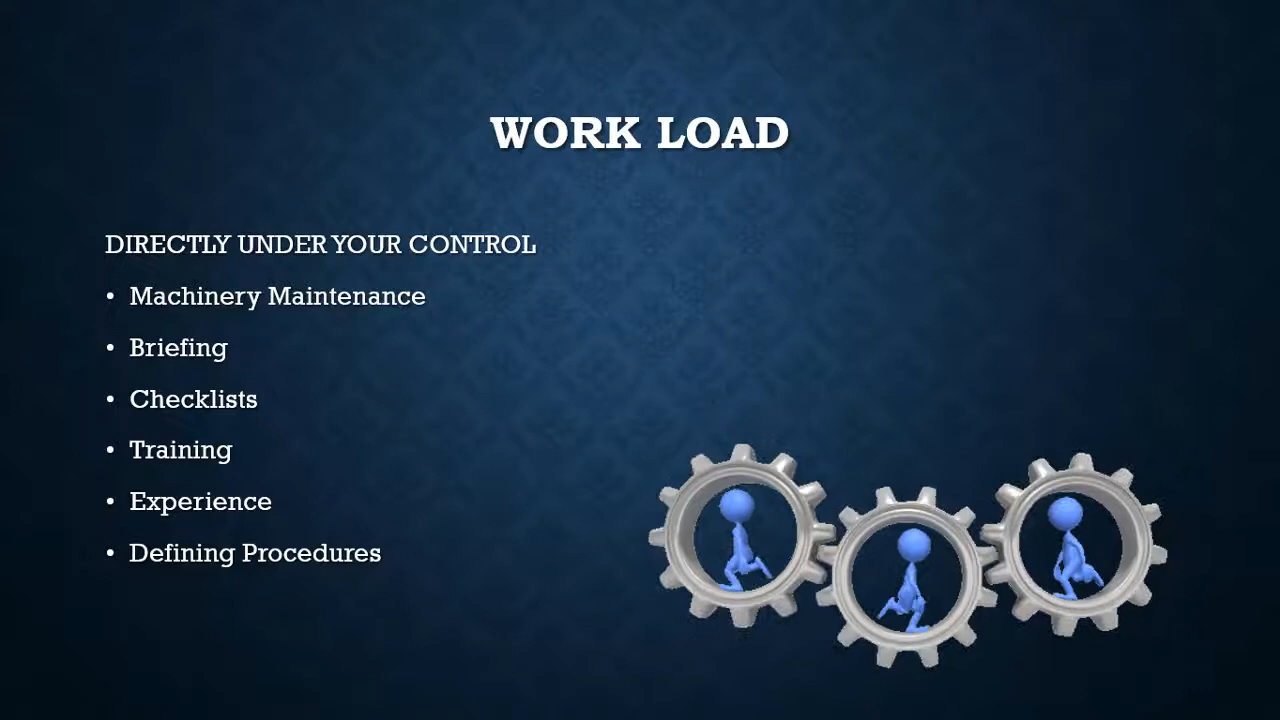 WORK LOAD
DIRECTLY UNDER YOUR CONTROL
• Machinery Maintenance
• Briefing
• Checklists
• Training
• Experience
• Defining Procedures